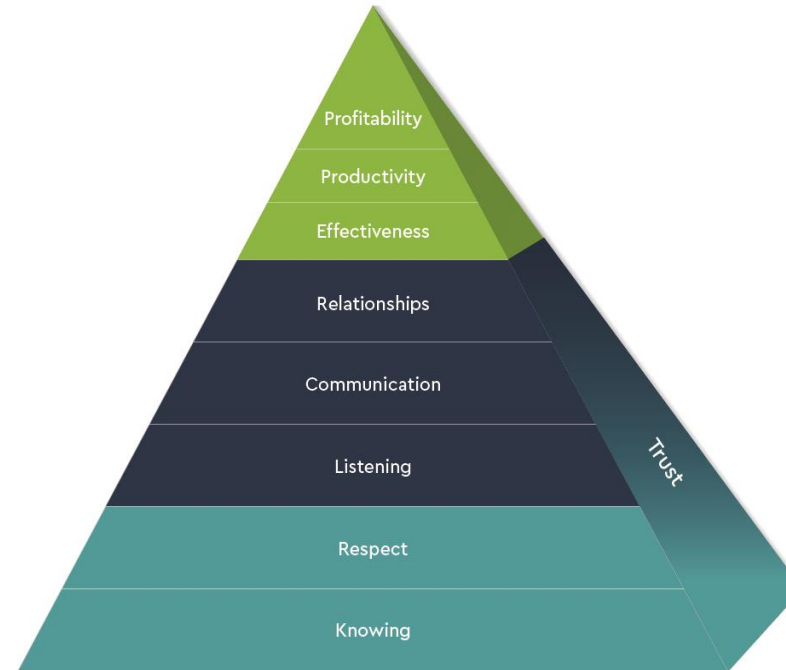 Profitability
Productivity
Effectiveness
Relationships
Communication
Listening
Trust
Respect
Knowing